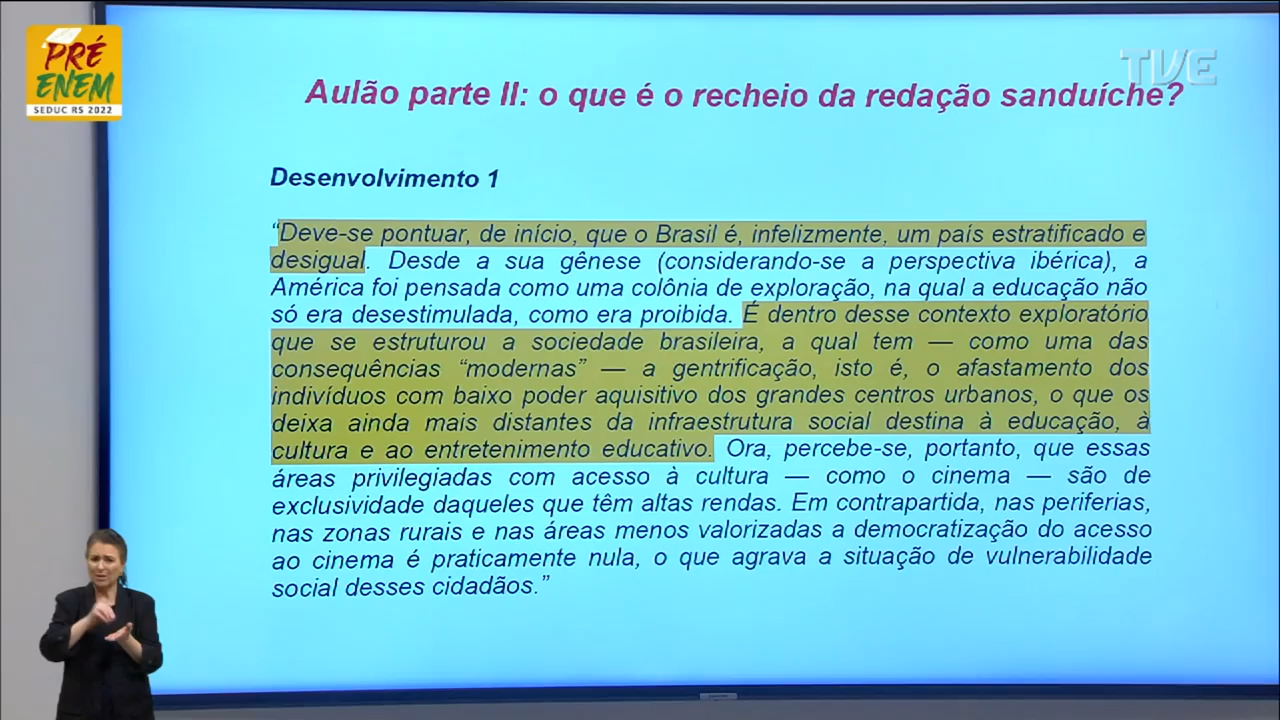 PRÉ
ENEM
SEDUC RS 2022
TVE
Aulão parte II: o que é o recheio da redação sanduíche?
Desenvolvimento 1
“Deve-se pontuar, de início, que o Brasil é, infelizmente, um país estratificado e
desigual. Desde a sua gênese (considerando-se a perspectiva ibérica), a
América foi pensada como uma colônia de exploração, na qual a educação não
só era desestimulada, como era proibida. É dentro desse contexto exploratório
que se estruturou a sociedade brasileira, a qual tem — como uma das
consequências “modernas” — a gentrificação, isto é, o afastamento dos
indivíduos com baixo poder aquisitivo dos grandes centros urbanos, o que os
deixa ainda mais distantes da infraestrutura social destina à educação, à
cultura e ao entretenimento educativo. Ora, percebe-se, portanto, que essas
áreas privilegiadas com acesso à cultura — como o cinema — são de
exclusividade daqueles que têm altas rendas. Em contrapartida, nas periferias,
nas zonas rurais e nas áreas menos valorizadas a democratização do acesso
ao cinema é praticamente nula, o que agrava a situação de vulnerabilidade
social desses cidadãos.”